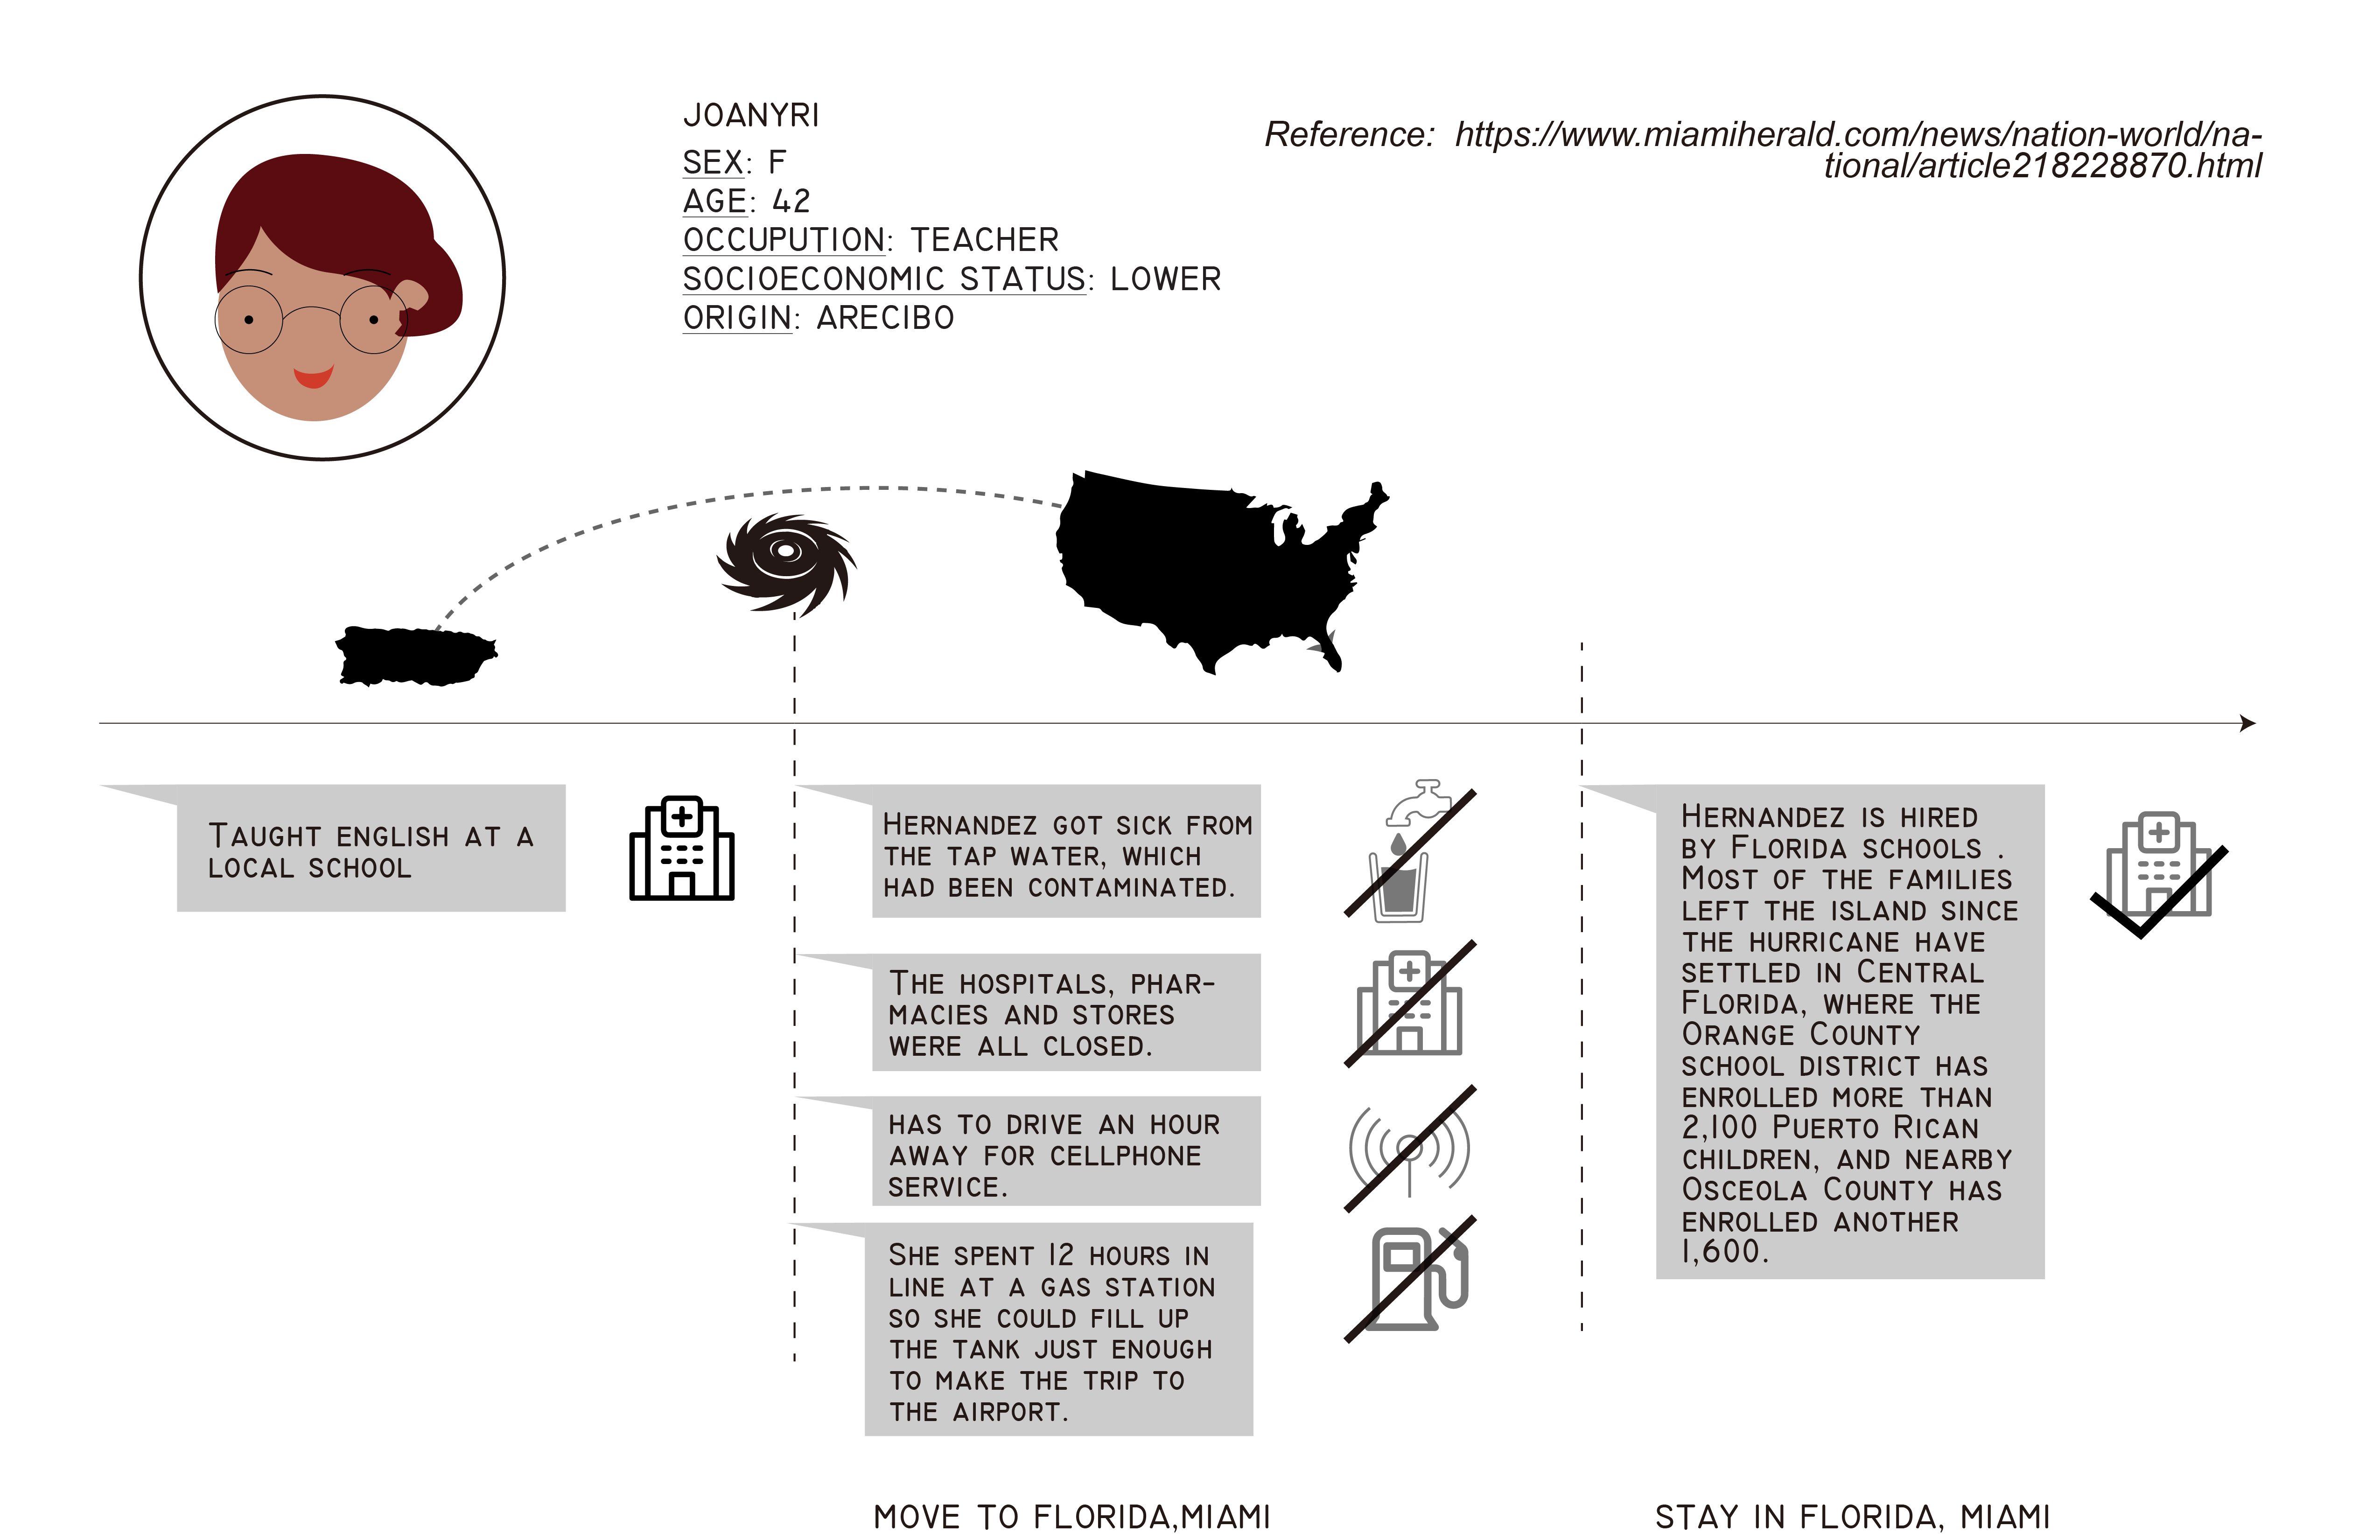 JOANYRI
SEX: F
AGE: 42
OCCUPUTION: TEACHER
SOCIOECONOMIC STATUS: LOWER
ORIGIN: ARECIBO
Reference:  https://www.miamiherald.com/news/nation-world/na-
tional/article218228870.html
Taught english at a
local school
Hernandez got sick from
the tap water, which
had been contaminated.
The hospitals, phar-
macies and stores
were all closed.
has to drive an hour
away for cellphone
service.
She spent 12 hours in
line at a gas station
so she could fill up
the tank just enough
to make the trip to
the airport.
Hernandez is hired
by Florida schools .
Most of the families
left the island since
the hurricane have
settled in Central
Florida, where the
Orange County
school district has
enrolled more than
2,100 Puerto Rican
children, and nearby
Osceola County has
enrolled another
1,600.
MOVE TO FLORIDA,MIAMI
STAY IN FLORIDA, MIAMI